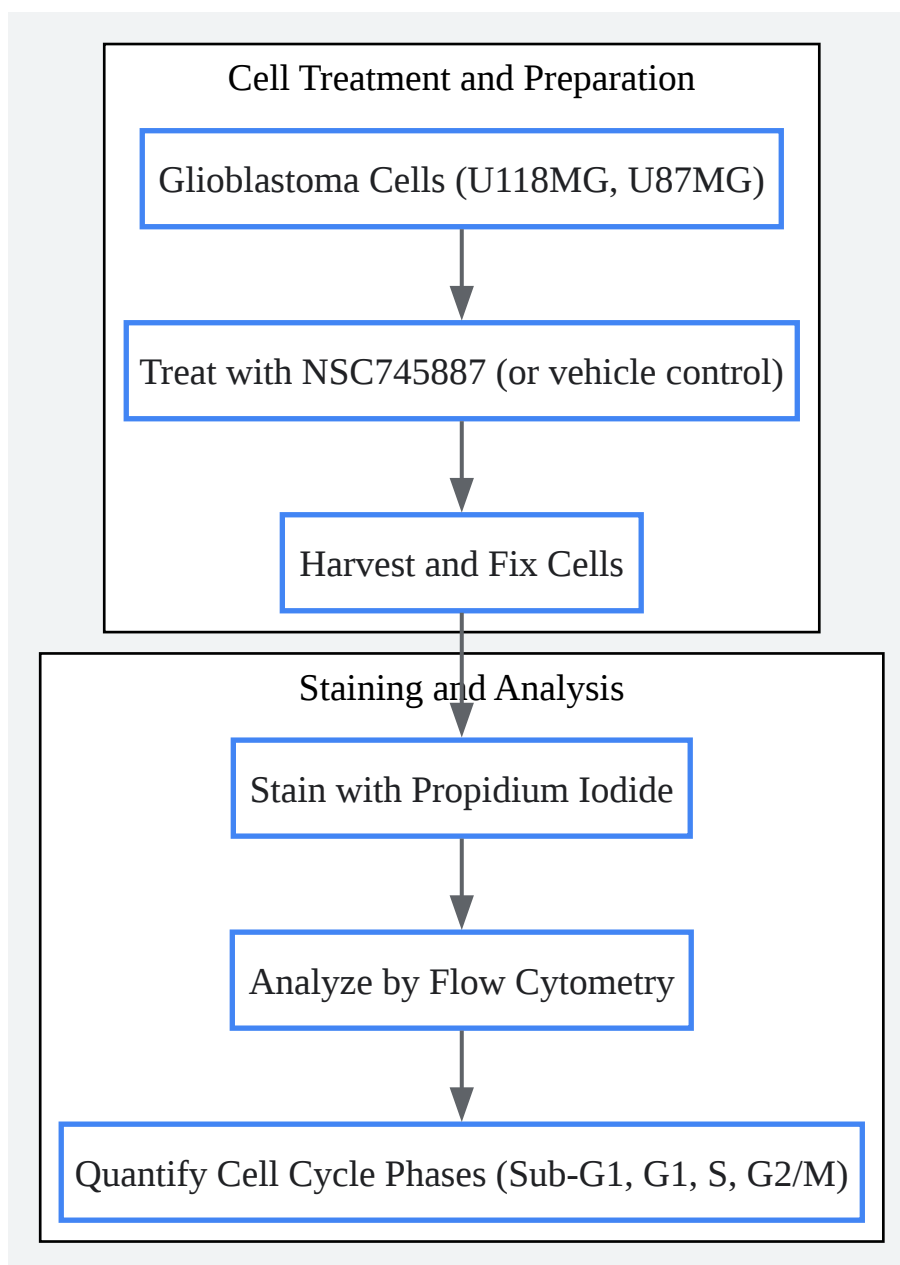 Cell Treatment and Preparation
Glioblastoma Cells (U118MG, U87MG)
Treat with NSC745887 (or vehicle control)
Harvest and Fix Cells
Staining and Analysis
Stain with Propidium Iodide
Analyze by Flow Cytometry
Quantify Cell Cycle Phases (Sub-G1, G1, S, G2/M)